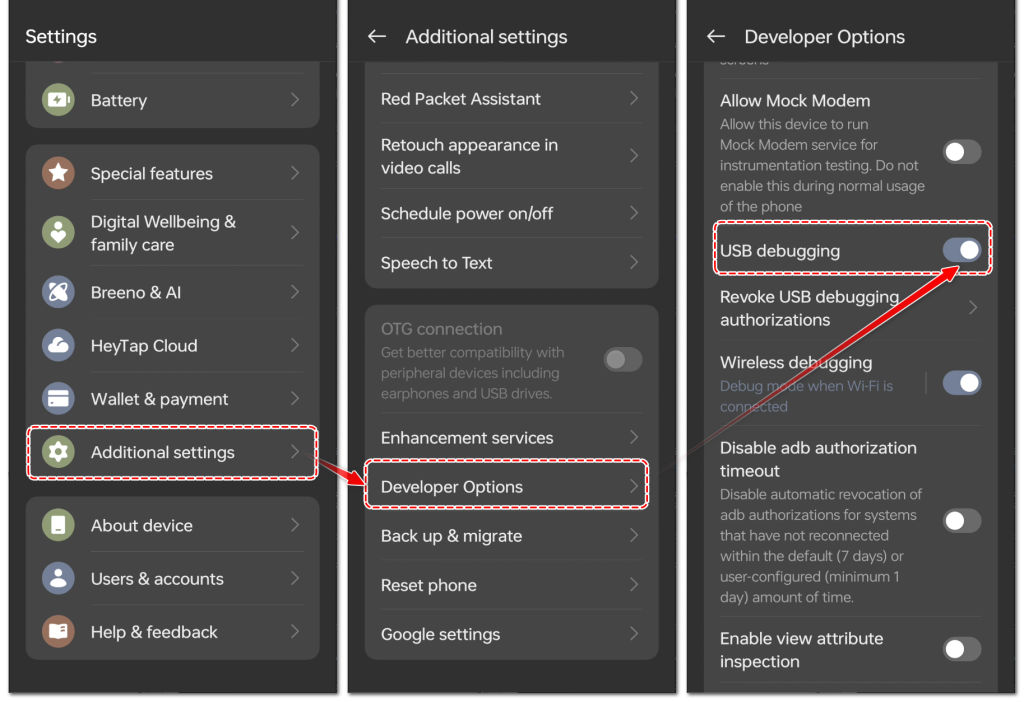 Settings
Battery
Special features
Digital Wellbeing &
family care
Breeno & AI
HeyTap Cloud
Wallet & payment
Additional settings
About device
Users & accounts
Help & feedback
Additional settings
Red Packet Assistant
Retouch appearance in
video calls
Schedule power on/off
Speech to Text
OTG connection
Get better compatibility with
peripheral devices including
earphones and USB drives.
Enhancement services
Developer Options
Back up & migrate
Reset phone
Google settings
Developer Options
screens
Allow Mock Modem
Allow this device to run
Mock Modem service for
instrumentation testing. Do not
enable this during normal usage
of the phone
USB debugging
Revoke USB debugging
authorizations
Wireless debugging
Debug mode when Wi-Fi is
connected
Disable adb authorization
timeout
Disable automatic revocation of
adb authorizations for systems
that have not reconnected
within the default (7 days) or
user-configured (minimum 1
day) amount of time.
Enable view attribute
inspection